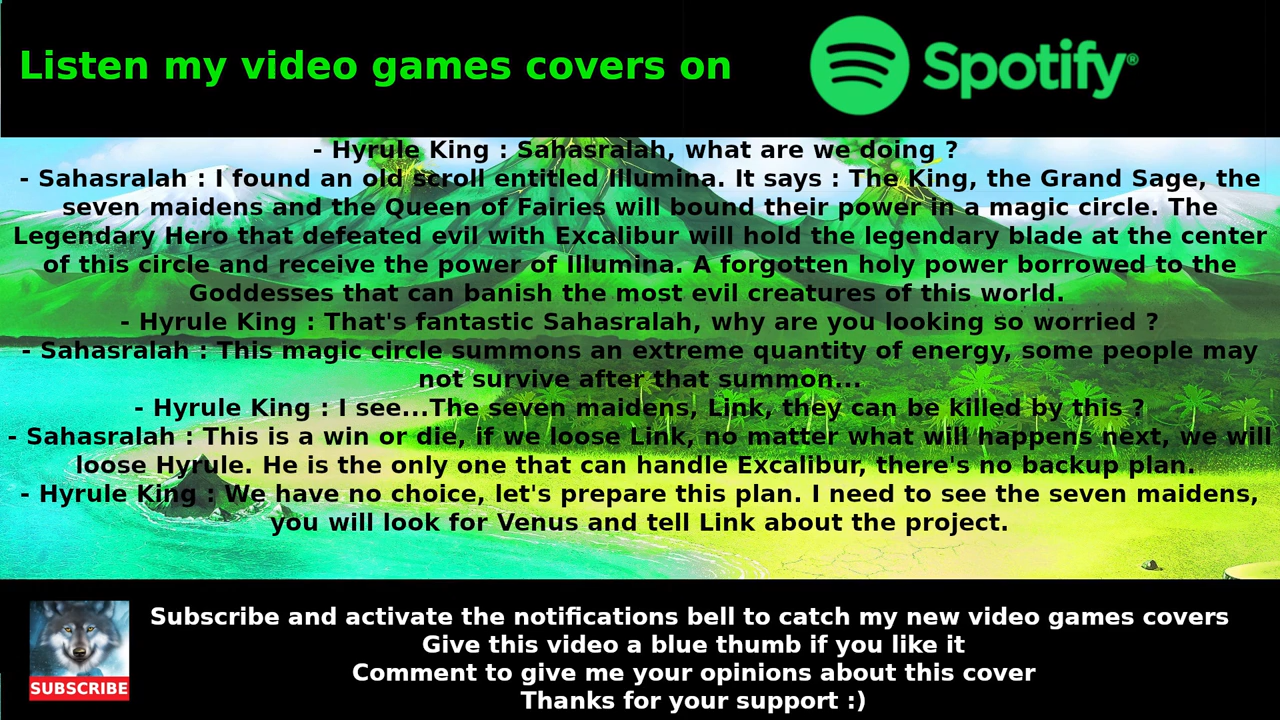 Listen my video games covers on
Spotify®
- Hyrule King : Sahasralah, what are we doing ?
- Sahasralah : I found an old scroll entitled Illumina. It says : The King, the Grand Sage, the
seven maidens and the Queen of Fairies will bound their power in a magic circle. The
Legendary Hero that defeated evil with Excalibur will hold the legendary blade at the center
of this circle and receive the power of Illumina. A forgotten holy power borrowed to the
Goddesses that can banish the most evil creatures of this world.
- Hyrule King : That's fantastic Sahasralah, why are you looking so worried ?
- Sahasralah : This magic circle summons an extreme quantity of energy, some people may
not survive after that summon...
- Hyrule King : I see...The seven maidens, Link, they can be killed by this ?
- Sahasralah : This is a win or die, if we loose Link, no matter what will happens next, we will
loose Hyrule. He is the only one that can handle Excalibur, there's no backup plan.
- Hyrule King : We have no choice, let's prepare this plan. I need to see the seven maidens,
you will look for Venus and tell Link about the project.
Subscribe and activate the notifications bell to catch my new video games covers
Give this video a blue thumb if you like it
Comment to give me your opinions about this cover
Thanks for your support :)
SUBSCRIBE